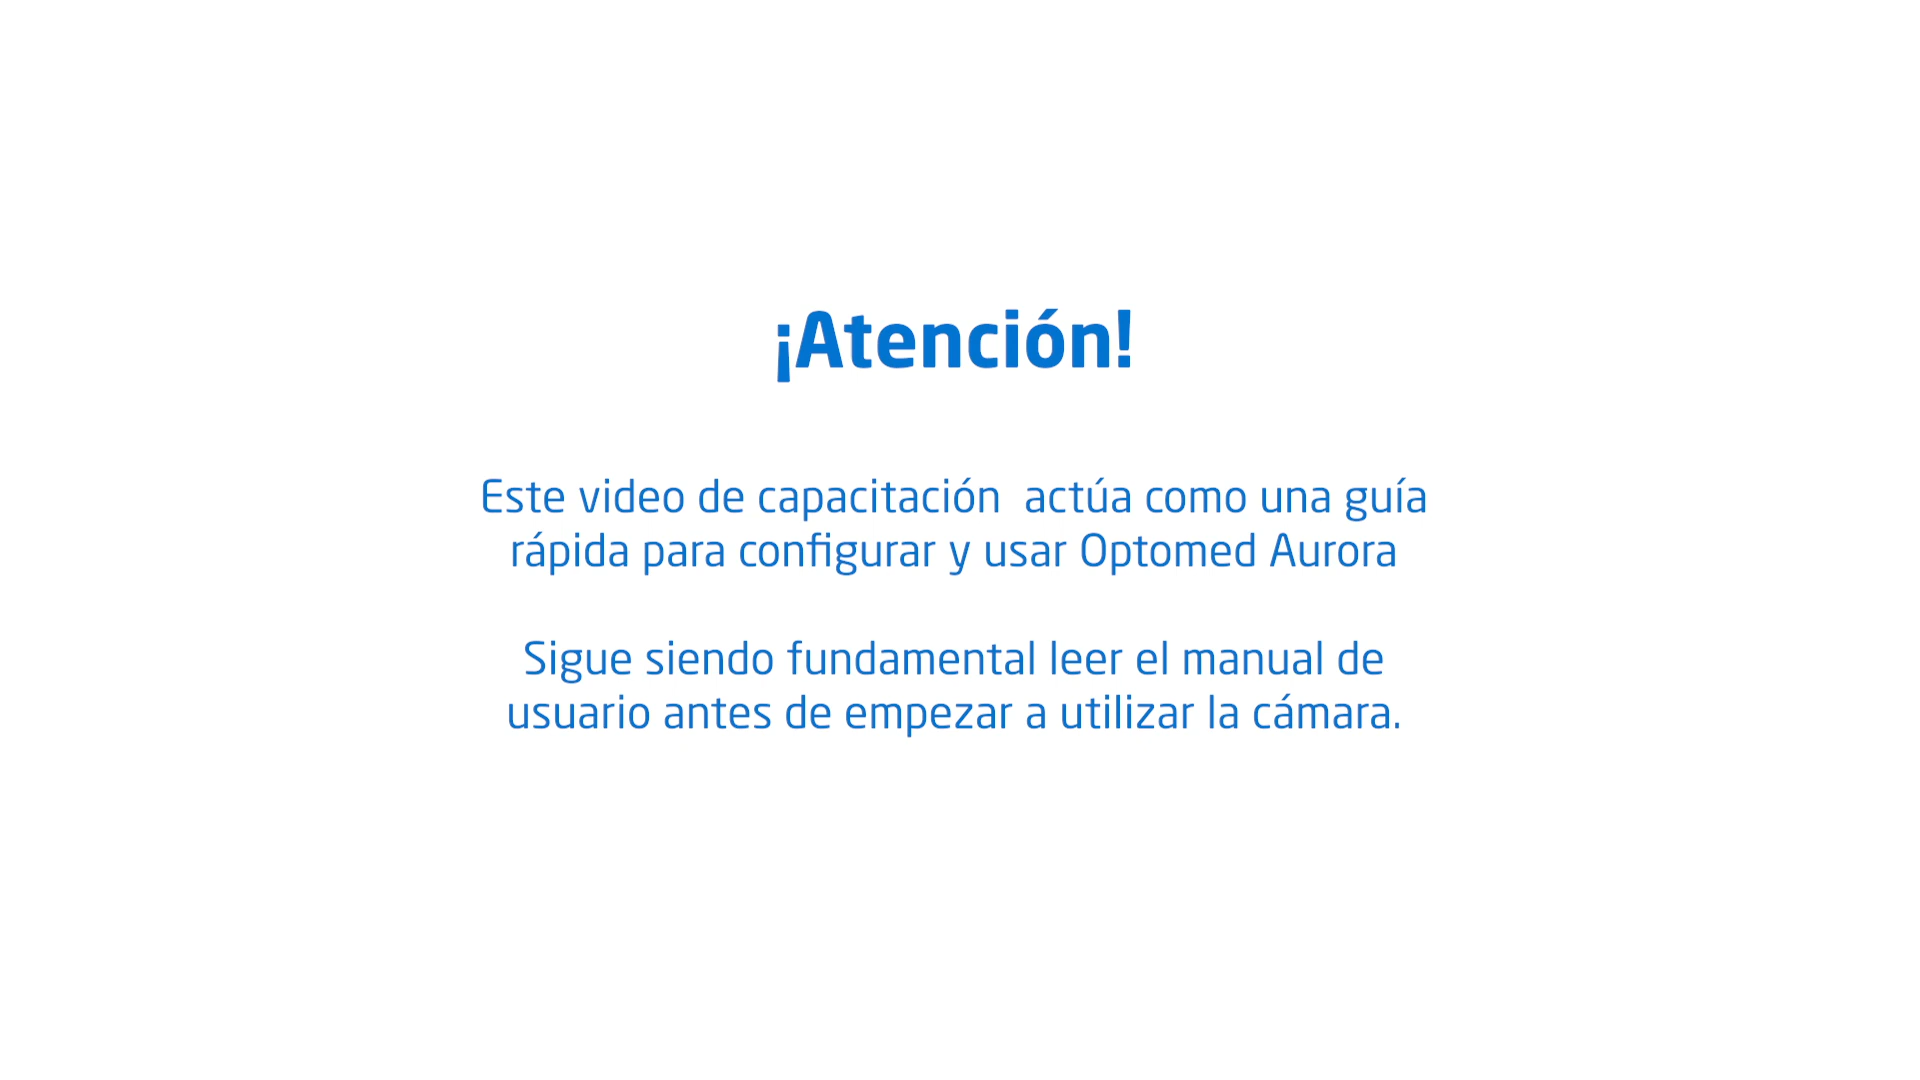 ¡Atención!
Este video de capacitación  actúa como una guía
rápida para configurar y usar Optomed Aurora
Sigue siendo fundamental leer el manual de
usuario antes de empezar a utilizar la cámara.